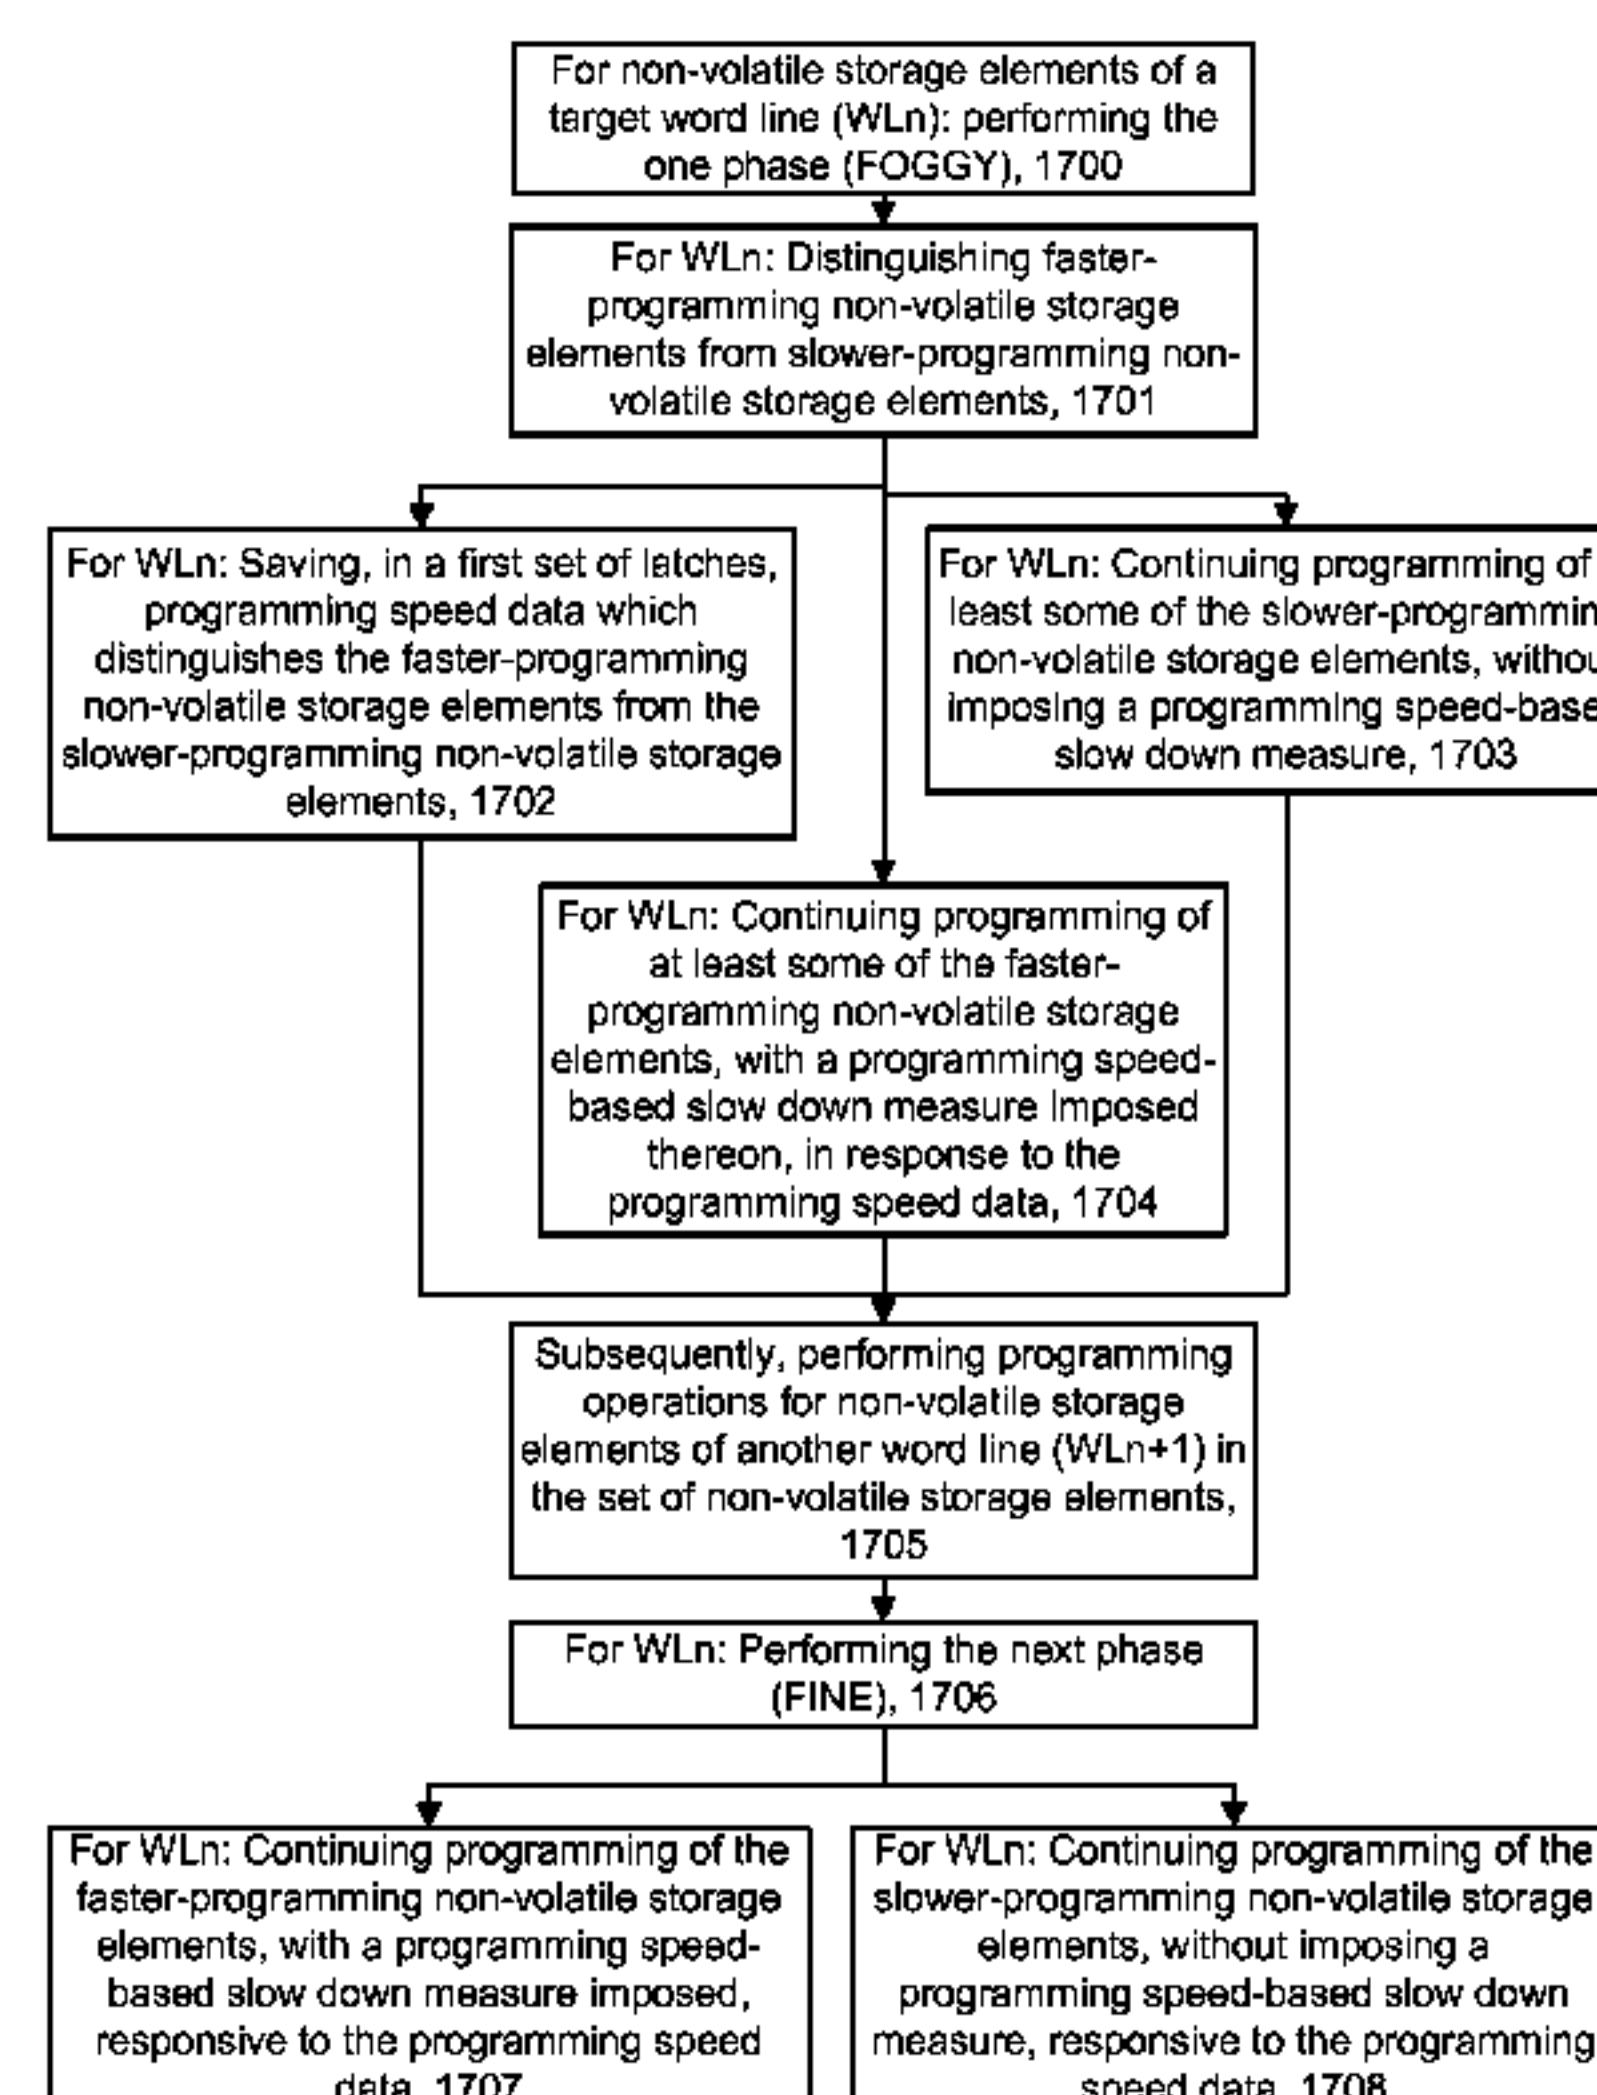 For non-volatile storage elements of a
target word line (WLn): performing the
one phase (FOGGY), 1700
For WLn: Distinguishing faster-
programming non-volatile storage
elements from slower-programming non-
volatile storage elements, 1701
For WLn: Saving, in a first set of latches,
programming speed data which
distinguishes the faster-programming
non-volatile storage elements from the
slower-programming non-volatile storage
elements, 1702
For WLn: Continuing programming of
least some of the slower-programmin
non-volatile storage elements, withou
imposing a programming speed-base
slow down measure, 1703
For WLn: Continuing programming of
at least some of the faster-
programming non-volatile storage
elements, with a programming speed-
based slow down measure imposed
thereon, in response to the
programming speed data, 1704
Subsequently, performing programming
operations for non-volatile storage
elements of another word line (WLn+1) in
the set of non-volatile storage elements,
1705
For WLn: Performing the next phase
(FINE), 1706
For WLn: Continuing programming of the
faster-programming non-volatile storage
elements, with a programming speed-
based slow down measure imposed,
responsive to the programming speed
data, 1707
For WLn: Continuing programming of the
slower-programming non-volatile storage
elements, without imposing a
programming speed-based slow down
measure, responsive to the programming
speed data, 1708